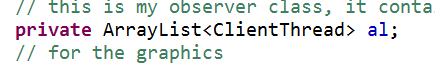 // this is my observer class, it conta
private ArrayList<ClientThread> al;
// for the graphics